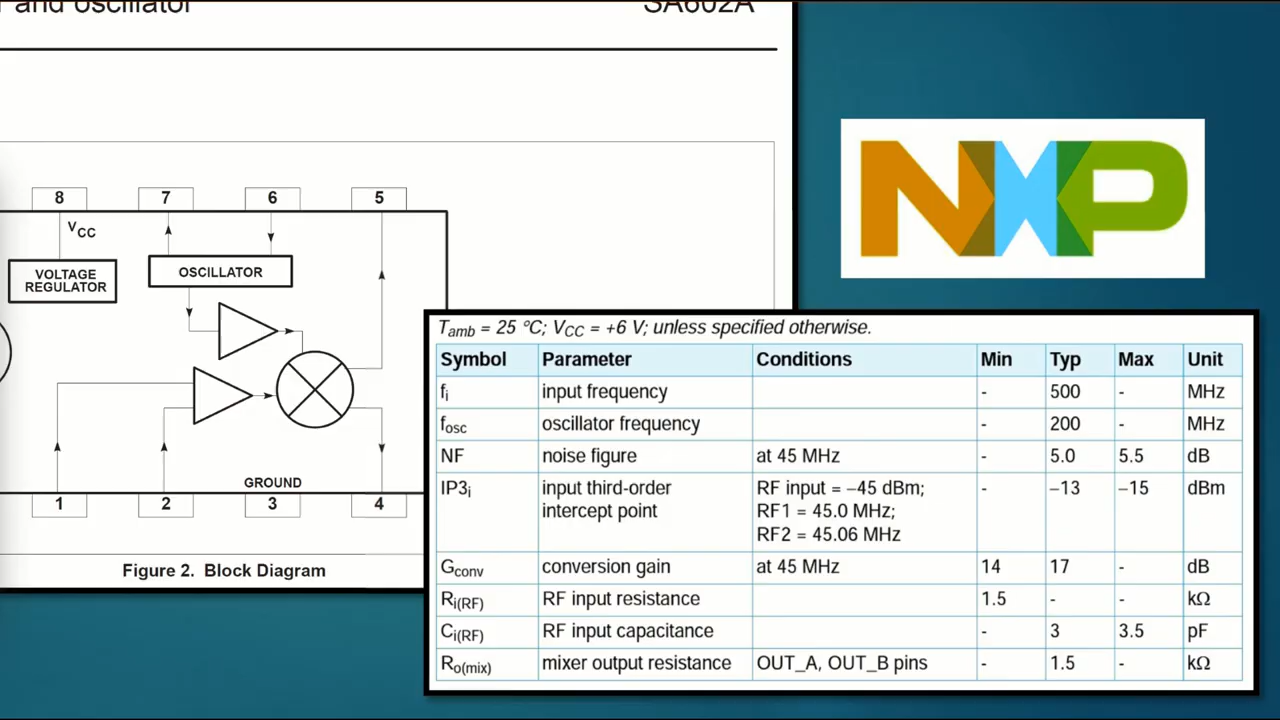 and oscillator
SA602A
8 7 6 5
VCC
VOLTAGE
REGULATOR
OSCILLATOR
GROUND
1 2 3 4
Figure 2. Block Diagram
NXP
Tamb = 25 °C; VCC = +6 V; unless specified otherwise.
Symbol Parameter Conditions Min Typ Max Unit
fi input frequency - 500 - MHz
fosc oscillator frequency - 200 - MHz
NF noise figure at 45 MHz - 5.0 5.5 dB
IP3i input third-order intercept point RF input = –45 dBm; - –13 –15 dBm
RF1 = 45.0 MHz;
RF2 = 45.06 MHz
Gconv conversion gain at 45 MHz 14 17 - dB
Ri(RF) RF input resistance 1.5 - - kΩ
Ci(RF) RF input capacitance - 3 3.5 pF
Ro(mix) mixer output resistance OUT_A, OUT_B pins - 1.5 - kΩ